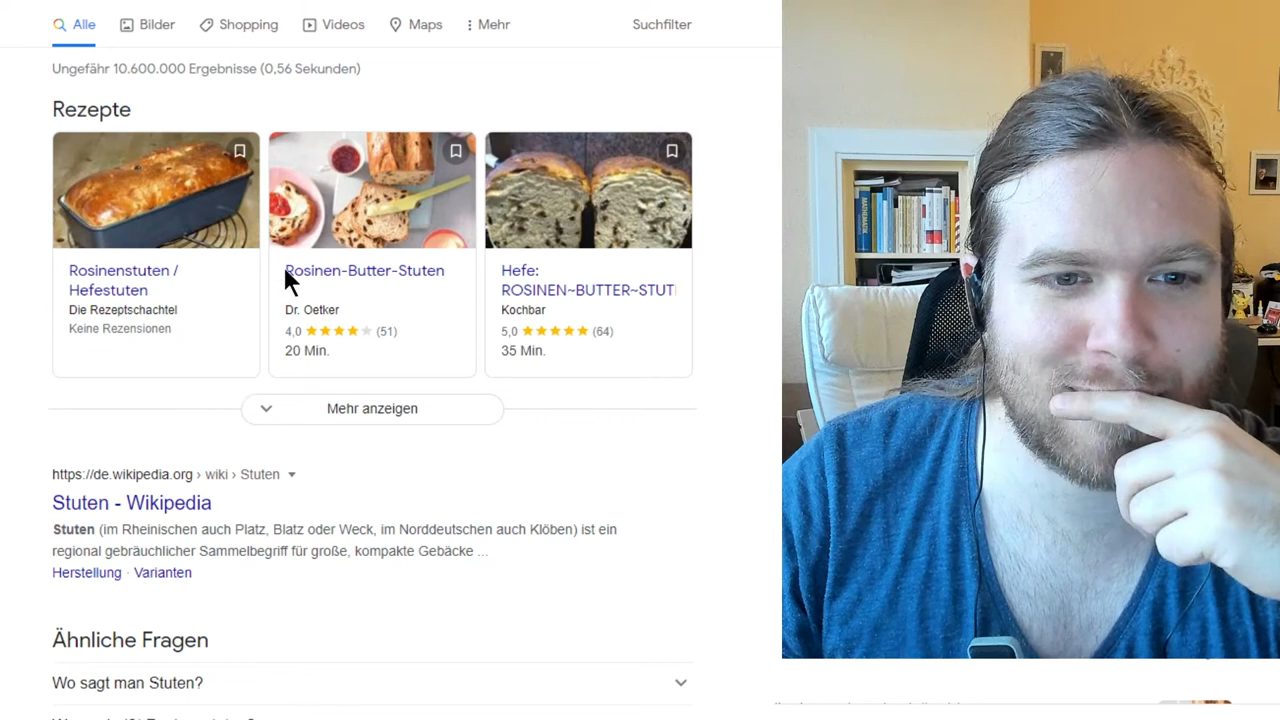 Alle Bilder Shopping Videos Maps Mehr Suchfilter
Ungefähr 10.600.000 Ergebnisse (0,56 Sekunden)
Rezepte
Rosinenstuten /
Hefestuten
Die Rezeptschachtel
Keine Rezensionen
Rosinen-Butter-Stuten
Dr. Oetker
4,0 (51)
20 Min.
Hefe:
ROSINEN~BUTTER~STUT
Kochbar
5,0 (64)
35 Min.
Mehr anzeigen
https://de.wikipedia.org › wiki › Stuten
Stuten - Wikipedia
Stuten (im Rheinischen auch Platz, Blatz oder Weck, im Norddeutschen auch Klöben) ist ein
regional gebräuchlicher Sammelbegriff für große, kompakte Gebäcke ...
Herstellung · Varianten
Ähnliche Fragen
Wo sagt man Stuten?
MATHEMATIK